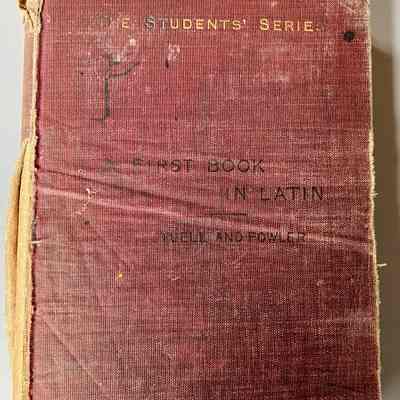 THE STUDENTS' SERIES
A FIRST BOOK
IN LATIN
TUELL AND FOWLER